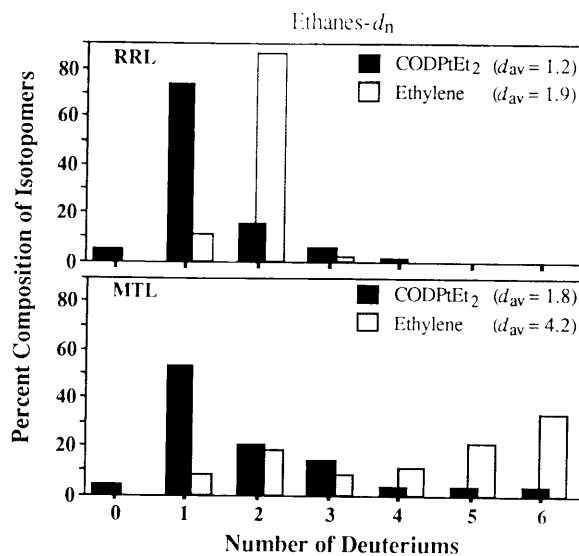 Ethanes-dn
Percent Composition of Isotopomers
80
60
40
20
0
RRL
CODPtEt2 (dav = 1.2)
Ethylene (dav = 1.9)
80
60
40
20
0
MTL
CODPtEt2 (dav = 1.8)
Ethylene (dav = 4.2)
0 1 2 3 4 5 6
Number of Deuteriums